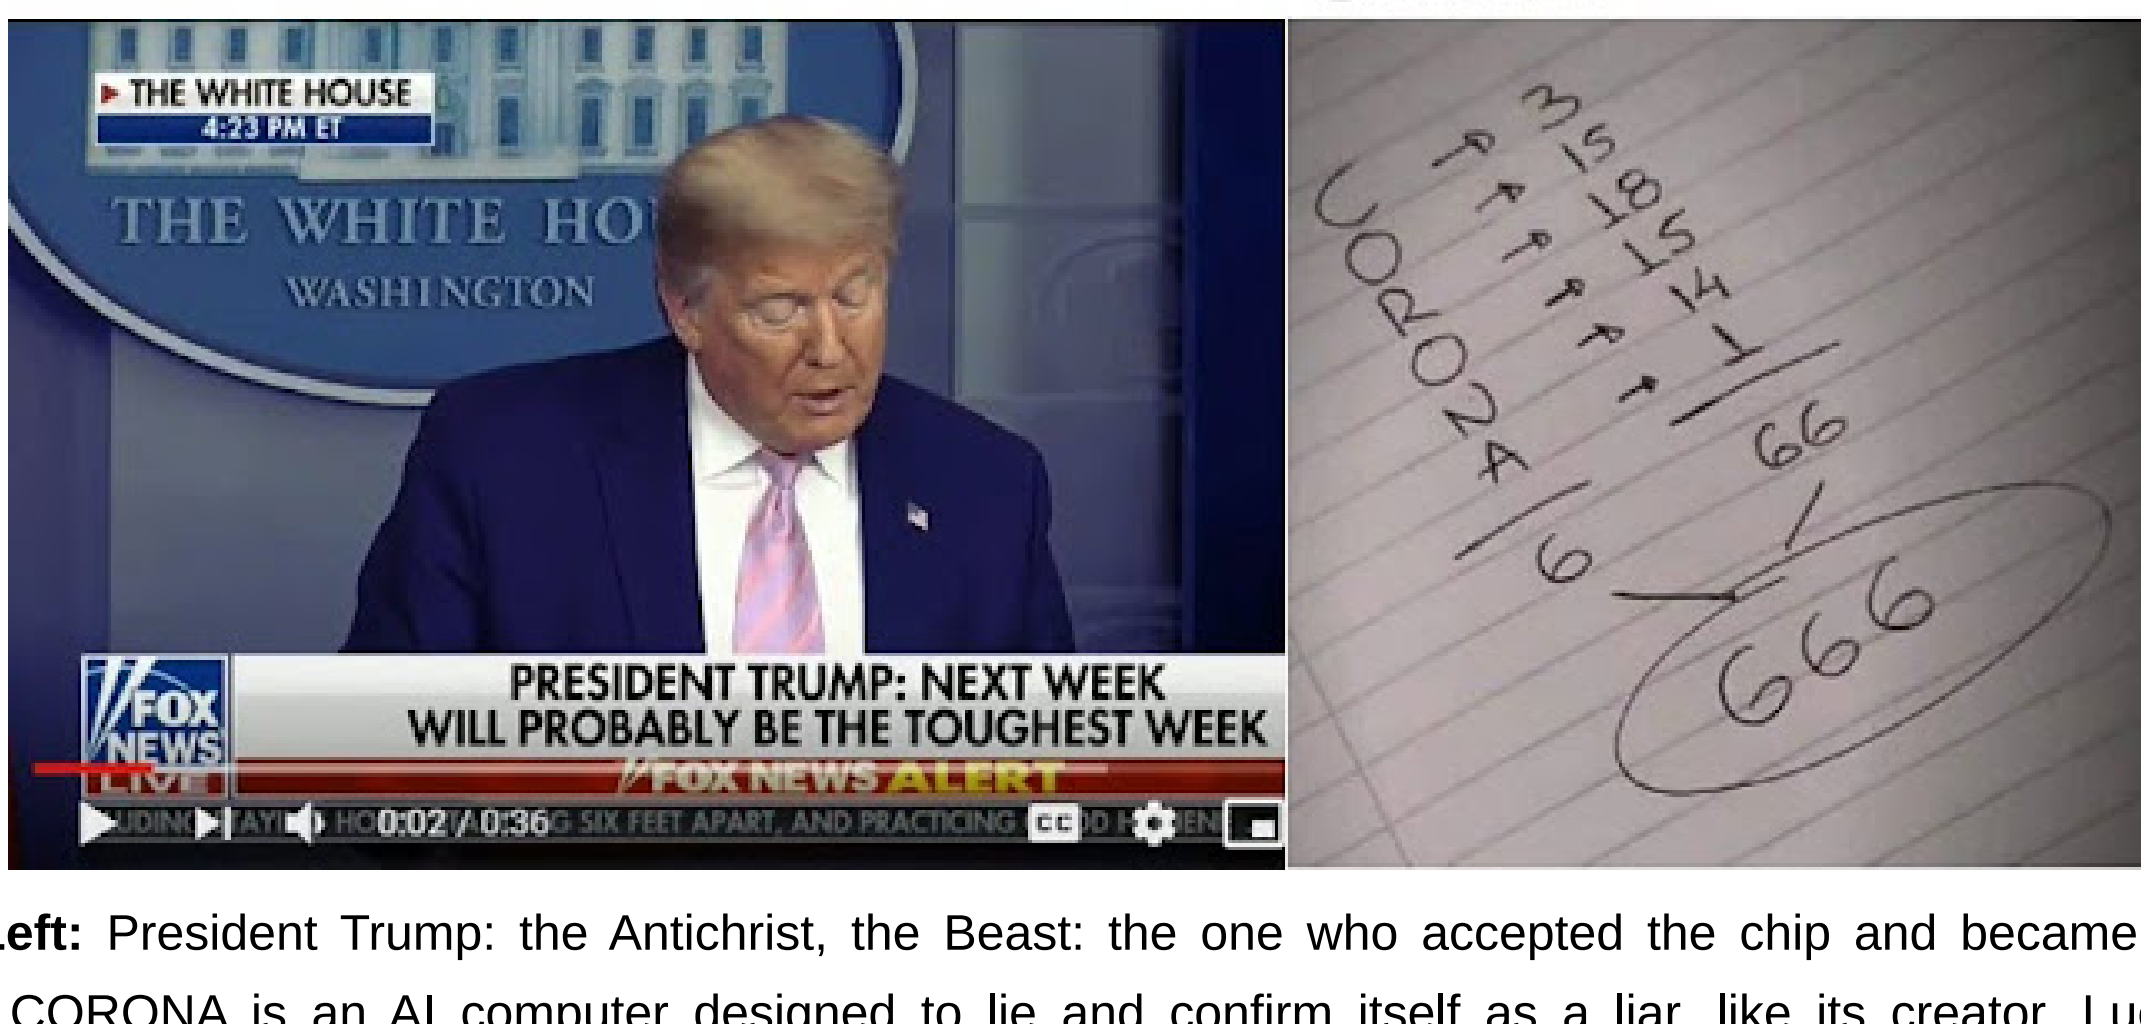 THE WHITE HOUSE
4:23 PM ET
THE WHITE HOU
WASHINGTON
PRESIDENT TRUMP: NEXT WEEK
WILL PROBABLY BE THE TOUGHEST WEEK
FOX
NEWS
LIVE
FOX NEWS ALERT
0:02 / 0:36
SIX FEET APART, AND PRACTICING
CC
3
15
18
15
14
1
66
CORONA
6
666
Left: President Trump: the Antichrist, the Beast: the one who accepted the chip and became
CORONA is an AI computer designed to lie and confirm itself as a liar, like its creator,